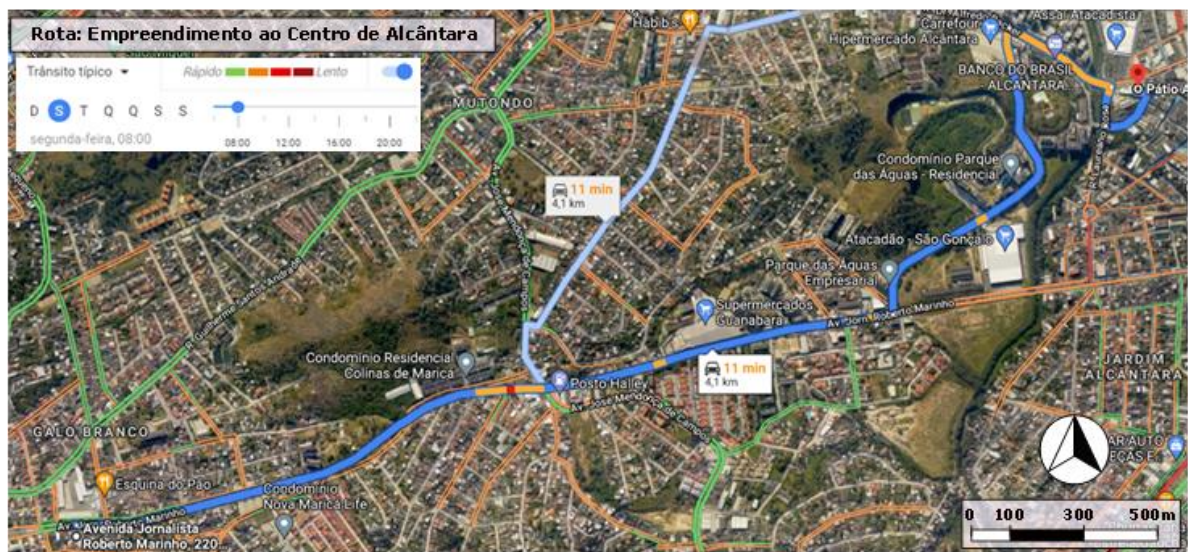 Rota: Empreendimento ao Centro de Alcântara
Trânsito típico
Rápido
Lento
D S T Q Q S S
segunda-feira, 08:00
08:00 12:00 16:00 20:00
Habib's
Carrefour
Hipermercado Alcântara
Assaí Atacadista
BANCO DO BRASIL
ALCÂNTARA
O Pátio A
MUTONDO
11 min
4,1 km
Condomínio Parque
das Águas - Residencial
Atacadão - São Gonçalo
Parque das Águas
Empresarial
Supermercados
Guanabara
Av. Jorn. Roberto Marinho
R. Guilherme Santos Andrade
Condomínio Residencial
Colinas de Marica
Posto Halley
11 min
4,1 km
Av. José Mendonça de Campos
JARDIM
ALCÂNTARA
GALO BRANCO
Esquina do Pão
Condomínio
Nova Maricá Life
Avenida Jornalista
Roberto Marinho, 220...
0 100 300 500m